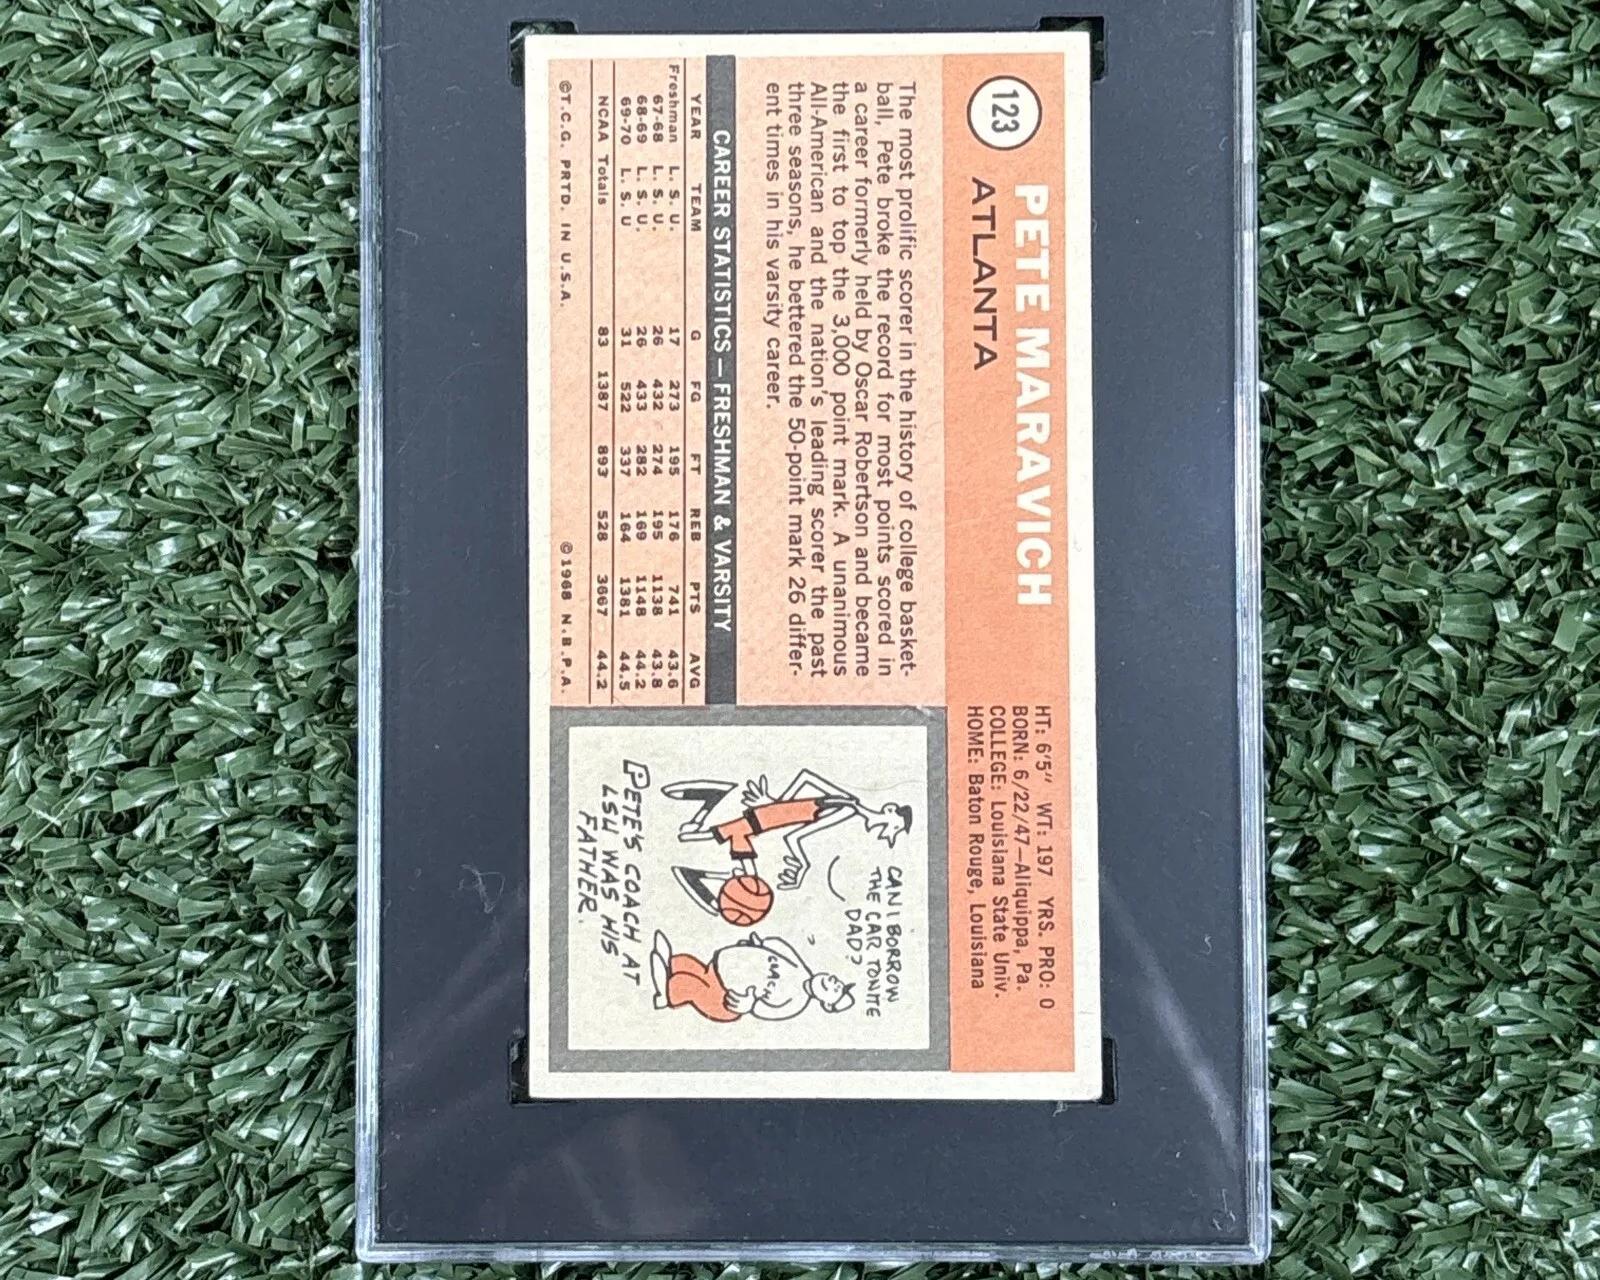 123
PETE MARAVICH
ATLANTA
HT: 6'5" WT: 197 YRS. PRO: 0
BORN: 6/22/47—Aliquippa, Pa.
COLLEGE: Louisiana State Univ.
HOME: Baton Rouge, Louisiana
The most prolific scorer in the history of college basket-
ball, Pete broke the record for most points scored in
a career formerly held by Oscar Robertson and became
the first to top the 3,000 point mark. A unanimous
All-American and the nation's leading scorer the past
three seasons, he bettered the 50-point mark 26 differ-
ent times in his varsity career.
CAREER STATISTICS — FRESHMAN & VARSITY
YEAR TEAM G FG FT REB PTS AVG
Freshman L. S. U. 17 273 195 176 741 43.6
67-68 L. S. U. 26 432 274 195 1138 43.8
68-69 L. S. U. 26 433 282 169 1148 44.2
69-70 L. S. U 31 522 337 164 1381 44.5
NCAA Totals 83 1387 893 528 3667 44.2
©T.C.G. PRTD. IN U.S.A. ©1968 N.B.P.A.
CAN I BORROW
THE CAR TONITE
DAD?
COACH
PETE'S COACH AT
LSU WAS HIS
FATHER.